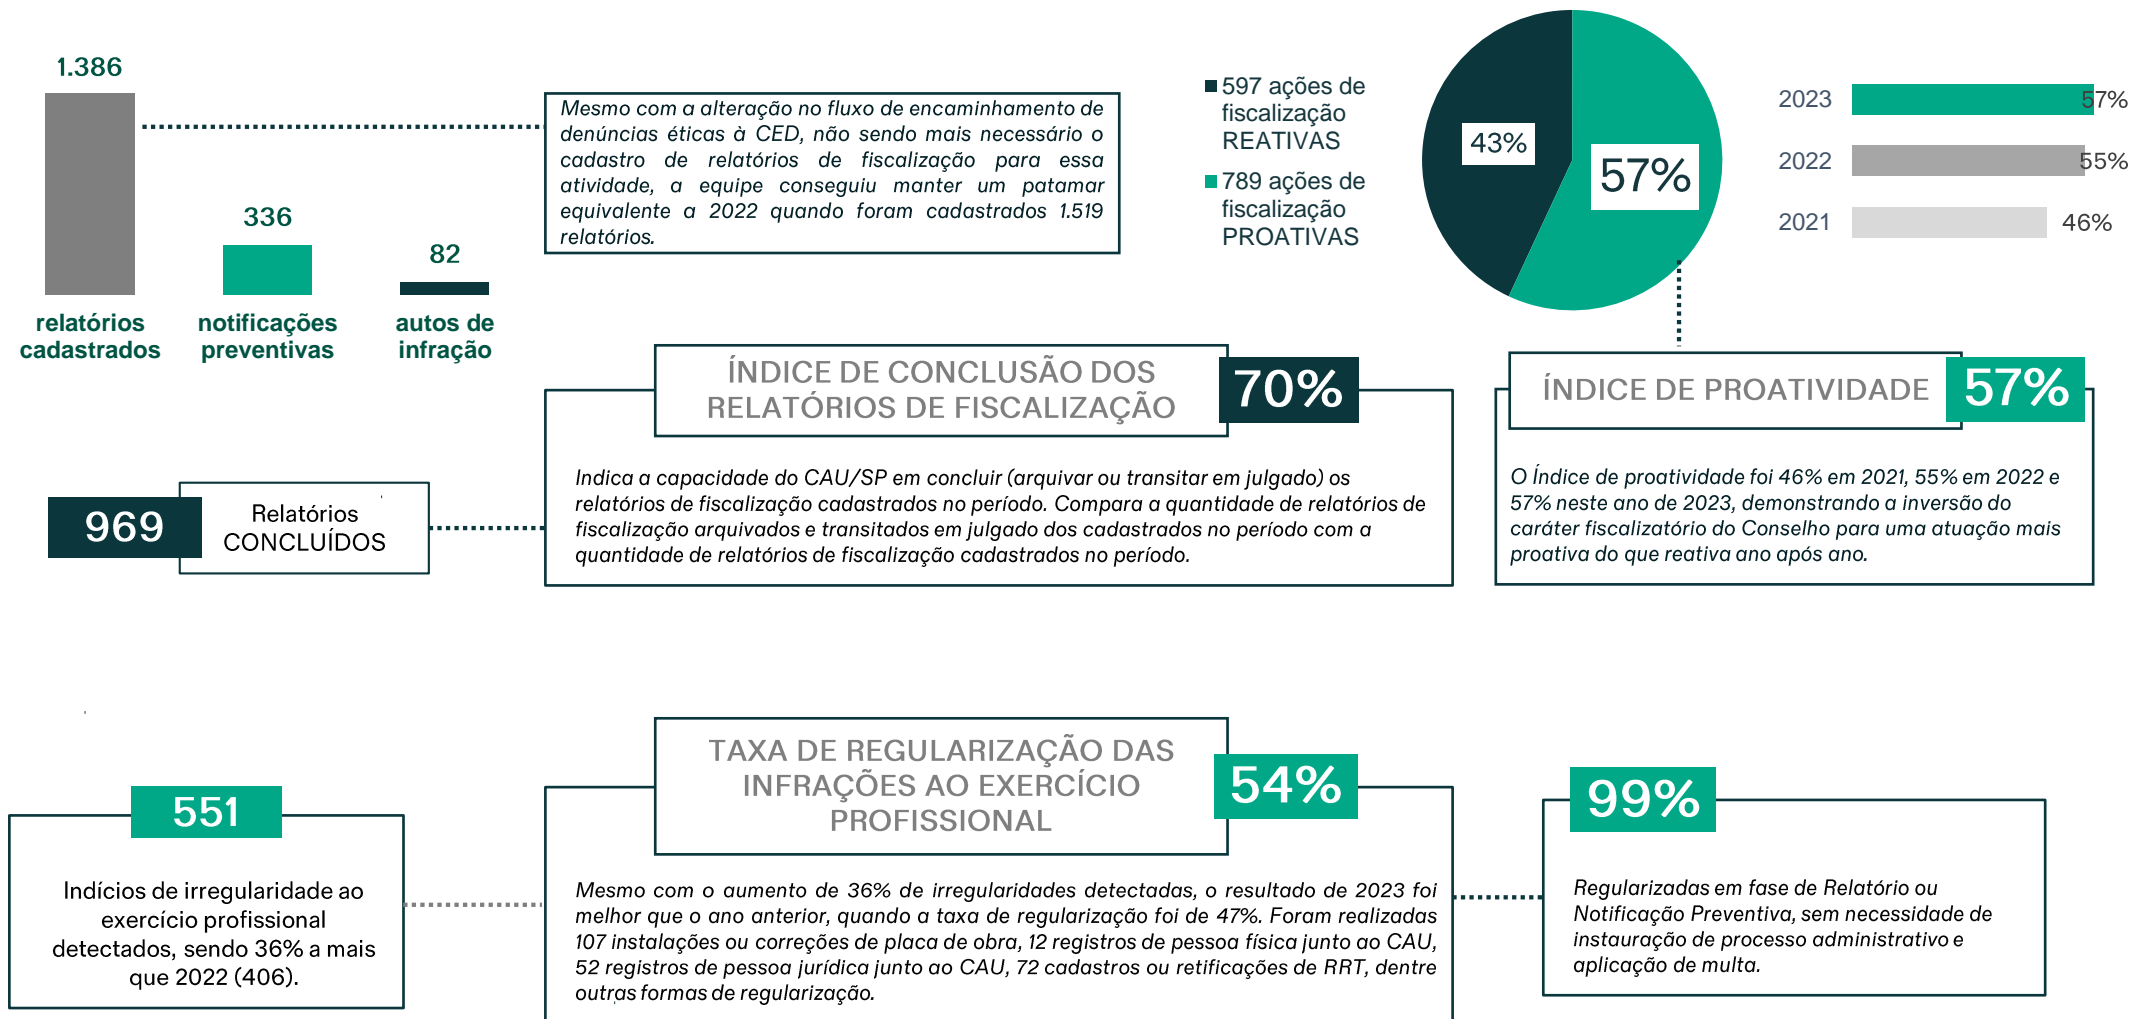 1.386
336
82
relatórios
cadastrados
notificações
preventivas
autos de
infração
Mesmo com a alteração no fluxo de encaminhamento de
denúncias éticas à CED, não sendo mais necessário o
cadastro de relatórios de fiscalização para essa
atividade, a equipe conseguiu manter um patamar
equivalente a 2022 quando foram cadastrados 1.519
relatórios.
597 ações de
fiscalização
REATIVAS
789 ações de
fiscalização
PROATIVAS
43%
57%
2023 57%
2022 55%
2021 46%
ÍNDICE DE CONCLUSÃO DOS
RELATÓRIOS DE FISCALIZAÇÃO
70%
969
Relatórios
CONCLUÍDOS
Indica a capacidade do CAU/SP em concluir (arquivar ou transitar em julgado) os
relatórios de fiscalização cadastrados no período. Compara a quantidade de relatórios de
fiscalização arquivados e transitados em julgado dos cadastrados no período com a
quantidade de relatórios de fiscalização cadastrados no período.
ÍNDICE DE PROATIVIDADE
57%
O Índice de proatividade foi 46% em 2021, 55% em 2022 e
57% neste ano de 2023, demonstrando a inversão do
caráter fiscalizatório do Conselho para uma atuação mais
proativa do que reativa ano após ano.
551
Indícios de irregularidade ao
exercício profissional
detectados, sendo 36% a mais
que 2022 (406).
TAXA DE REGULARIZAÇÃO DAS
INFRAÇÕES AO EXERCÍCIO
PROFISSIONAL
54%
Mesmo com o aumento de 36% de irregularidades detectadas, o resultado de 2023 foi
melhor que o ano anterior, quando a taxa de regularização foi de 47%. Foram realizadas
107 instalações ou correções de placa de obra, 12 registros de pessoa física junto ao CAU,
52 registros de pessoa jurídica junto ao CAU, 72 cadastros ou retificações de RRT, dentre
outras formas de regularização.
99%
Regularizadas em fase de Relatório ou
Notificação Preventiva, sem necessidade de
instauração de processo administrativo e
aplicação de multa.